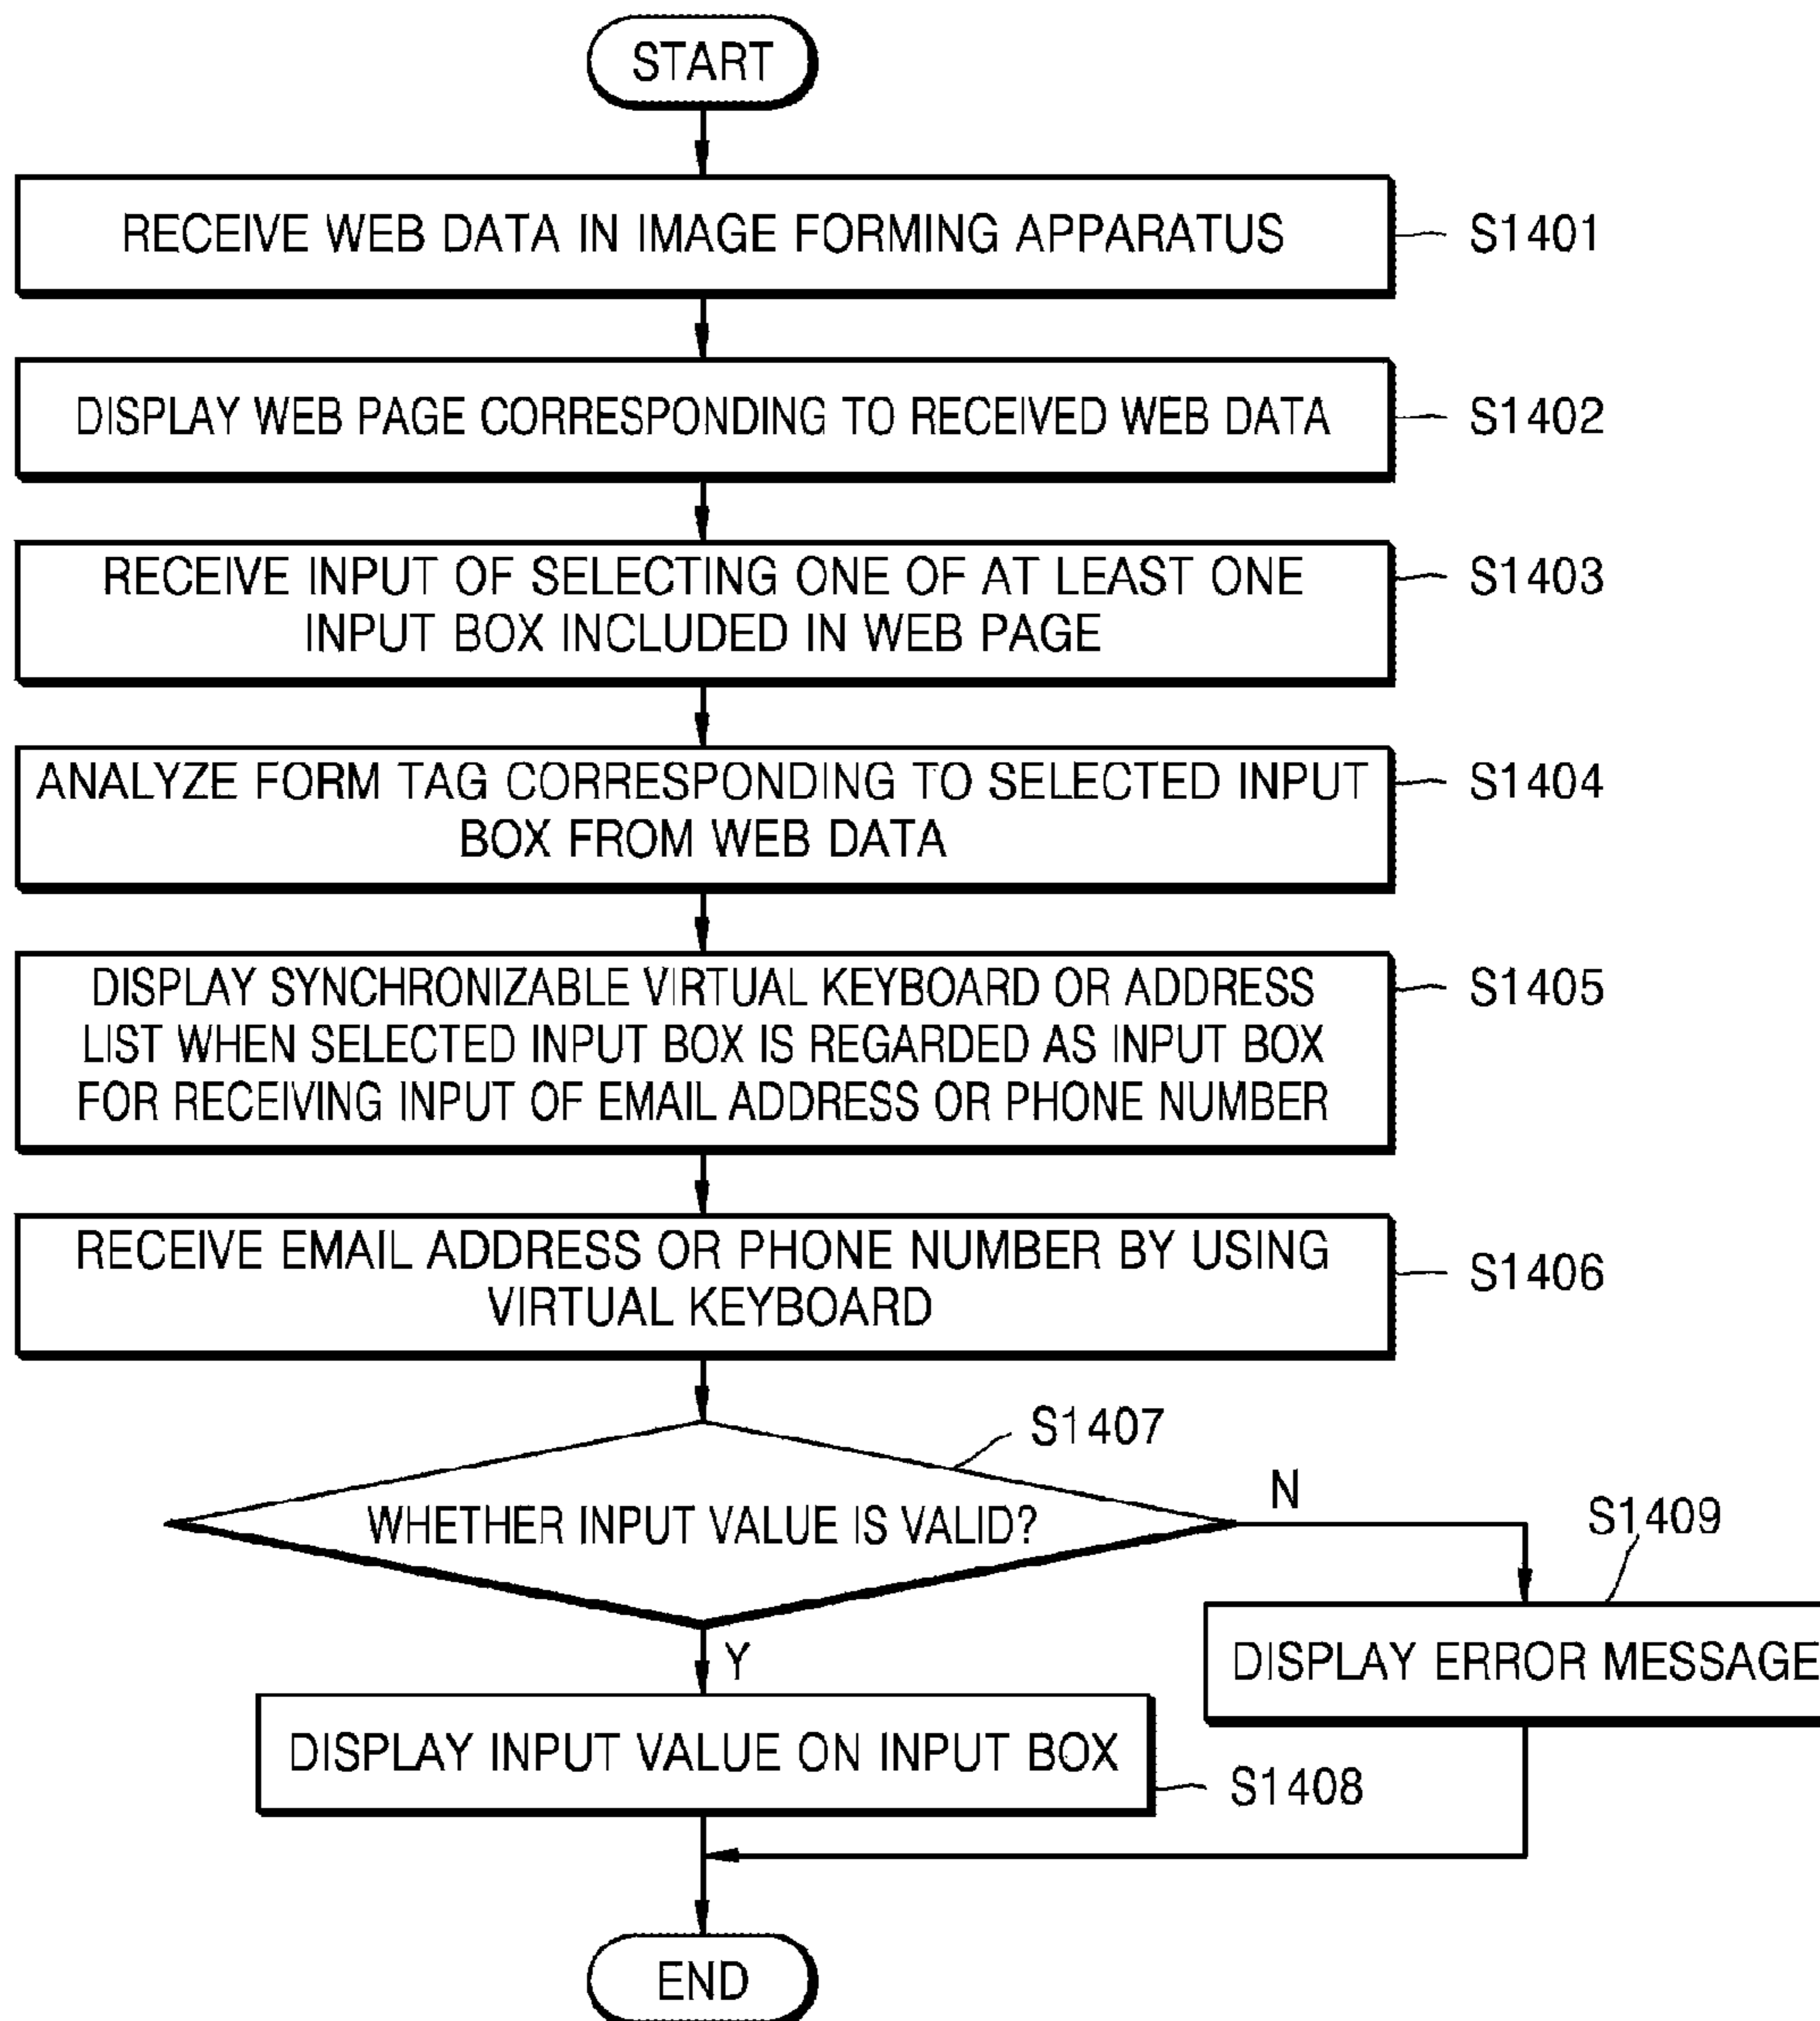 START
RECEIVE WEB DATA IN IMAGE FORMING APPARATUS
S1401
DISPLAY WEB PAGE CORRESPONDING TO RECEIVED WEB DATA
S1402
RECEIVE INPUT OF SELECTING ONE OF AT LEAST ONE
INPUT BOX INCLUDED IN WEB PAGE
S1403
ANALYZE FORM TAG CORRESPONDING TO SELECTED INPUT
BOX FROM WEB DATA
S1404
DISPLAY SYNCHRONIZABLE VIRTUAL KEYBOARD OR ADDRESS
LIST WHEN SELECTED INPUT BOX IS REGARDED AS INPUT BOX
FOR RECEIVING INPUT OF EMAIL ADDRESS OR PHONE NUMBER
S1405
RECEIVE EMAIL ADDRESS OR PHONE NUMBER BY USING
VIRTUAL KEYBOARD
S1406
S1407
WHETHER INPUT VALUE IS VALID?
N
S1409
DISPLAY ERROR MESSAGE
Y
DISPLAY INPUT VALUE ON INPUT BOX
S1408
END